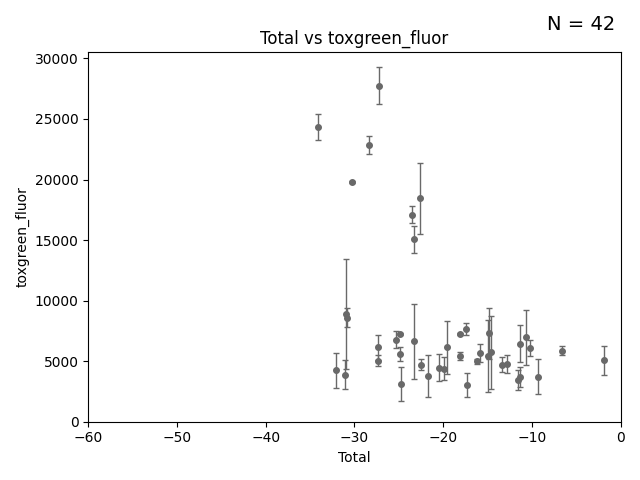 N = 42
Total vs toxgreen_fluor
30000
25000
20000
15000
10000
5000
0
toxgreen_fluor
−60 −50 −40 −30 −20 −10 0
Total